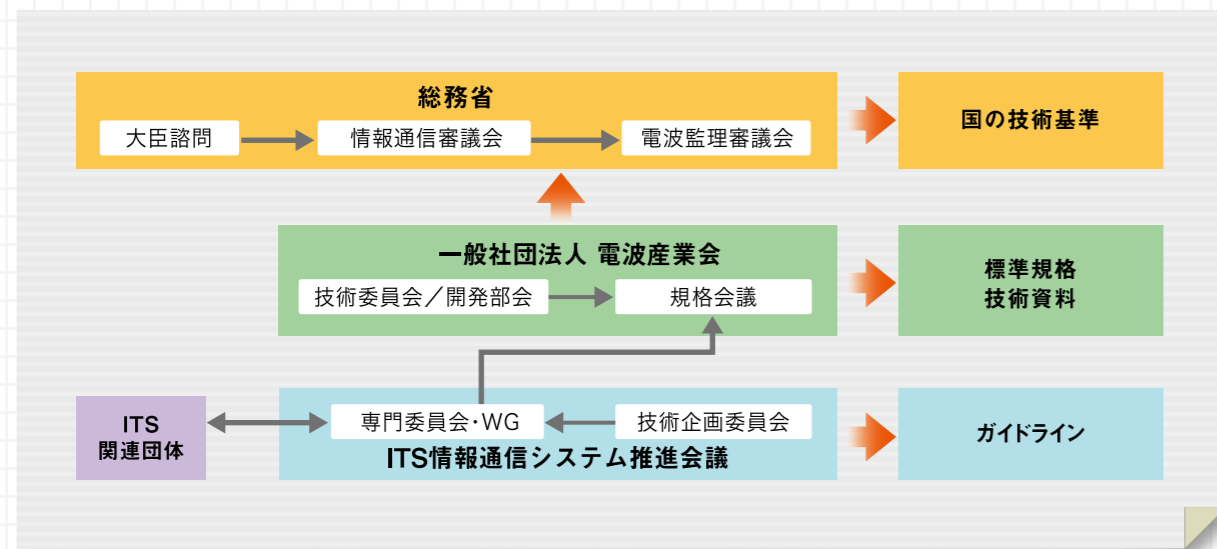 総務省
大臣諮問
情報通信審議会
電波監理審議会
国の技術基準
一般社団法人 電波産業会
技術委員会／開発部会
規格会議
標準規格
技術資料
ITS
関連団体
専門委員会・WG
技術企画委員会
ITS情報通信システム推進会議
ガイドライン